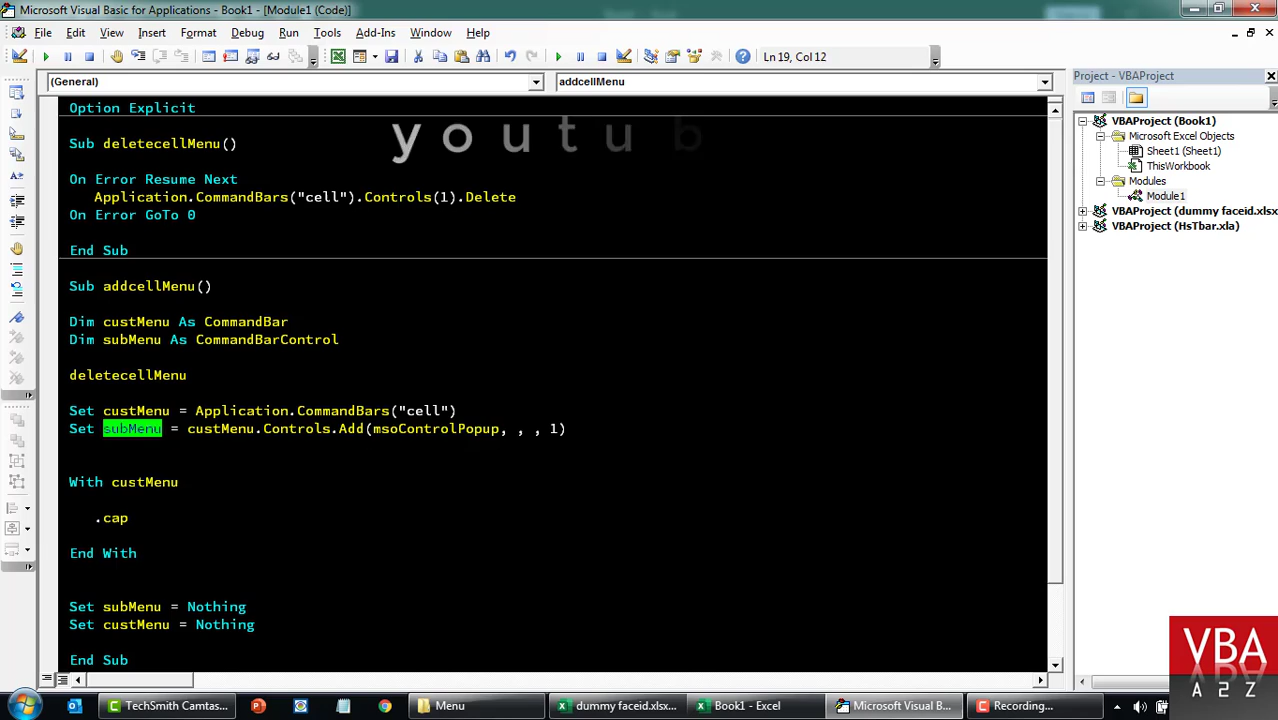 Microsoft Visual Basic for Applications - Book1 - [Module1 (Code)]
File Edit View Insert Format Debug Run Tools Add-Ins Window Help
Ln 19, Col 12
(General)
addcellMenu
Project - VBAProject
Option Explicit
y o u t u b
Sub deletecellMenu()
On Error Resume Next
Application.CommandBars("cell").Controls(1).Delete
On Error GoTo 0
End Sub
Sub addcellMenu()
Dim custMenu As CommandBar
Dim subMenu As CommandBarControl
deletecellMenu
Set custMenu = Application.CommandBars("cell")
Set subMenu = custMenu.Controls.Add(msoControlPopup, , , 1)
With custMenu
.cap
End With
Set subMenu = Nothing
Set custMenu = Nothing
End Sub
VBAProject (Book1)
Microsoft Excel Objects
Sheet1 (Sheet1)
ThisWorkbook
Modules
Module1
VBAProject (dummy faceid.xlsx
VBAProject (HsTbar.xla)
VBA
A 2 Z
TechSmith Camtas...
Menu
dummy faceid.xlsx...
Book1 - Excel
Microsoft Visual B...
Recording...